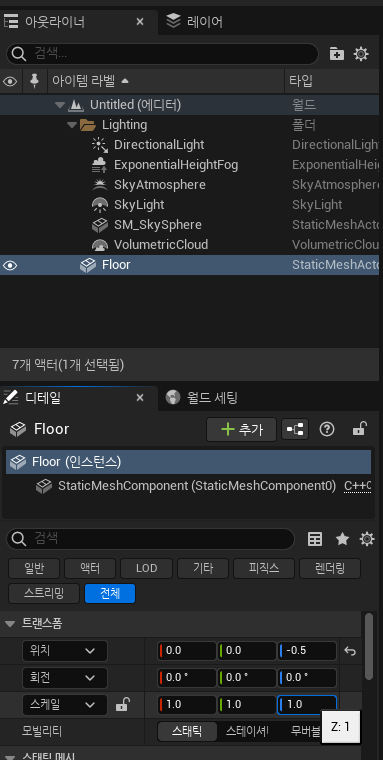 아웃라이너 × 레이어
검색...
아이템 라벨 타입
Untitled (에디터) 월드
Lighting 폴더
DirectionalLight DirectionalLight
ExponentialHeightFog ExponentialHei
SkyAtmosphere SkyAtmosphere
SkyLight SkyLight
SM_SkySphere StaticMeshActo
VolumetricCloud VolumetricCloud
Floor StaticMeshActo
7개 액터(1개 선택됨)
디테일 × 월드 세팅
Floor + 추가
Floor (인스턴스)
StaticMeshComponent (StaticMeshComponent0) C++
검색
일반 액터 LOD 기타 피직스 렌더링
스트리밍 전체
트랜스폼
위치 0.0 0.0 -0.5
회전 0.0 ° 0.0 ° 0.0 °
스케일 1.0 1.0 1.0
모빌리티 스태틱 스테이셔 무버블
Z: 1
스태틱 메시